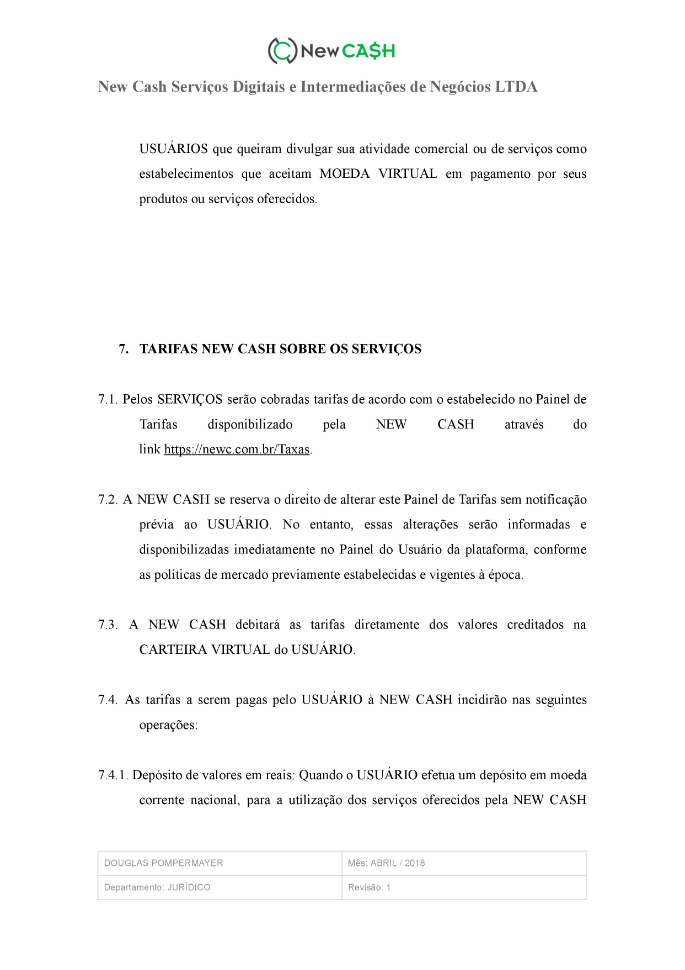 New CA$H
New Cash Serviços Digitais e Intermediações de Negócios LTDA
USUÁRIOS que queiram divulgar sua atividade comercial ou de serviços como
estabelecimentos que aceitam MOEDA VIRTUAL em pagamento por seus
produtos ou serviços oferecidos.
7. TARIFAS NEW CASH SOBRE OS SERVIÇOS
7.1. Pelos SERVIÇOS serão cobradas tarifas de acordo com o estabelecido no Painel de
Tarifas disponibilizado pela NEW CASH através do
link https://newc.com.br/Taxas.
7.2. A NEW CASH se reserva o direito de alterar este Painel de Tarifas sem notificação
prévia ao USUÁRIO. No entanto, essas alterações serão informadas e
disponibilizadas imediatamente no Painel do Usuário da plataforma, conforme
as políticas de mercado previamente estabelecidas e vigentes à época.
7.3. A NEW CASH debitará as tarifas diretamente dos valores creditados na
CARTEIRA VIRTUAL do USUÁRIO.
7.4. As tarifas a serem pagas pelo USUÁRIO à NEW CASH incidirão nas seguintes
operações:
7.4.1. Depósito de valores em reais: Quando o USUÁRIO efetua um depósito em moeda
corrente nacional, para a utilização dos serviços oferecidos pela NEW CASH
DOUGLAS POMPERMAYER
Mês: ABRIL / 2018
Departamento: JURÍDICO
Revisão: 1